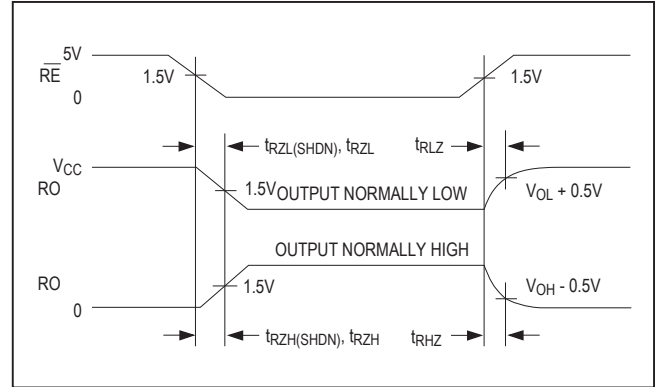 5V
R̅E̅
1.5V
1.5V
0
tRZL(SHDN), tRZL
tRLZ
VCC
RO
1.5V
OUTPUT NORMALLY LOW
VOL + 0.5V
OUTPUT NORMALLY HIGH
RO
1.5V
VOH - 0.5V
0
tRZH(SHDN), tRZH
tRHZ